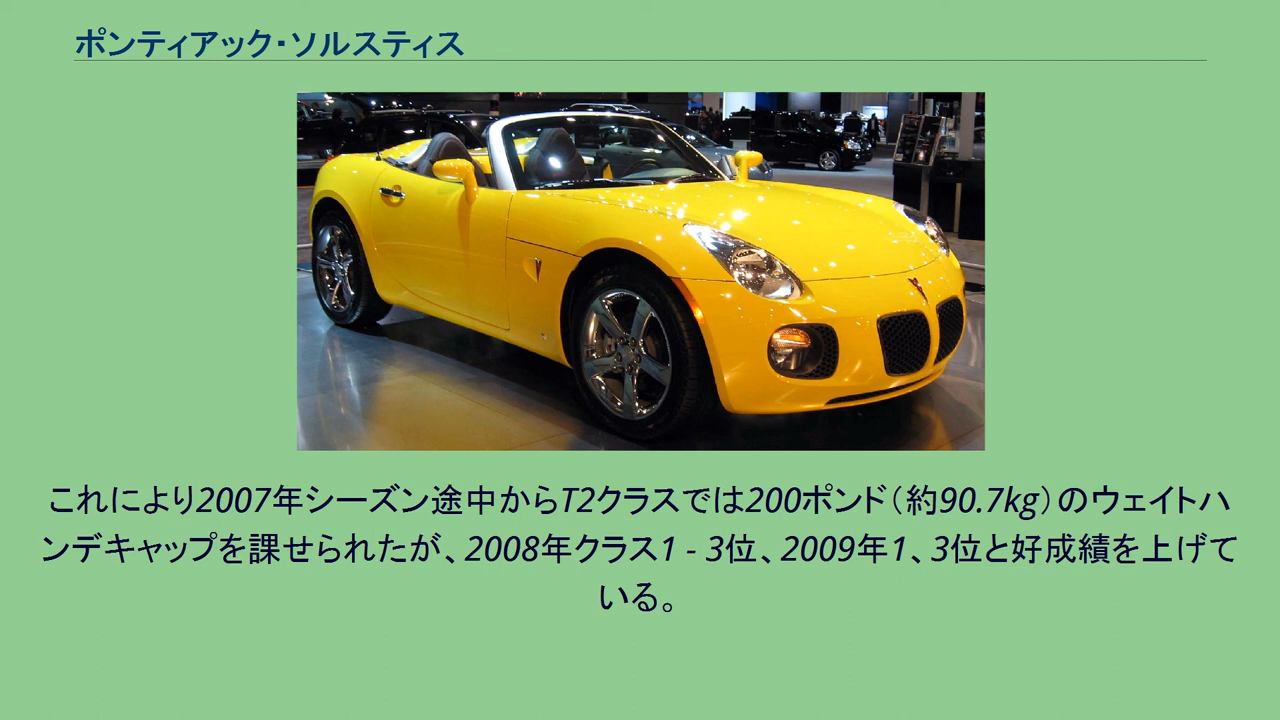 ポンティアック・ソルスティス
これにより2007年シーズン途中からT2クラスでは200ポンド（約90.7kg）のウェイトハ
ンデキャップを課せられたが、2008年クラス1 - 3位、2009年1、3位と好成績を上げて
いる。